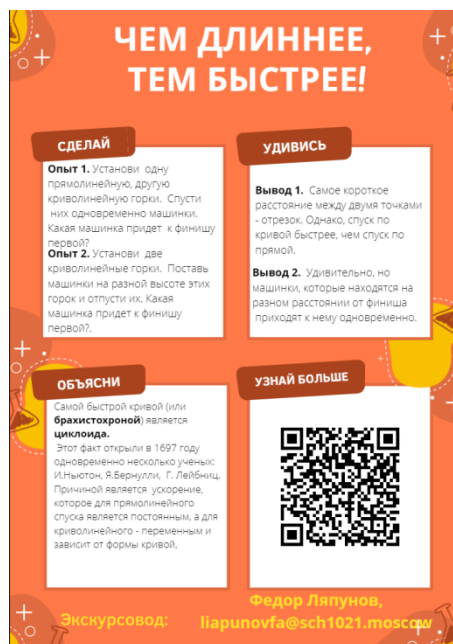 ЧЕМ ДЛИННЕЕ,
ТЕМ БЫСТРЕЕ!
СДЕЛАЙ
Опыт 1. Установи одну
прямолинейную, другую
криволинейную горки. Спусти
них одновременно машинки.
Какая машинка придет к финишу
первой?
Опыт 2. Установи две
криволинейные горки. Поставь
машинки на разной высоте этих
горок и отпусти их. Какая
машинка придет к финишу
первой?.
УДИВИСЬ
Вывод 1. Самое короткое
расстояние между двумя точками
- отрезок. Однако, спуск по
кривой быстрее, чем спуск по
прямой.
Вывод 2. Удивительно, но
машинки, которые находятся на
разном расстоянии от финиша
приходят к нему одновременно.
ОБЪЯСНИ
Самой быстрой кривой (или
брахистохроной) является
циклоида.
Этот факт открыли в 1697 году
одновременно несколько ученых:
И.Ньютон, Я.Бернулли, Г. Лейбниц.
Причиной является ускорение,
которое для прямолинейного
спуска является постоянным, а для
криволинейного - переменным и
зависит от формы кривой,
УЗНАЙ БОЛЬШЕ
Экскурсовод:
Федор Ляпунов,
liapunovfa@sch1021.moscow